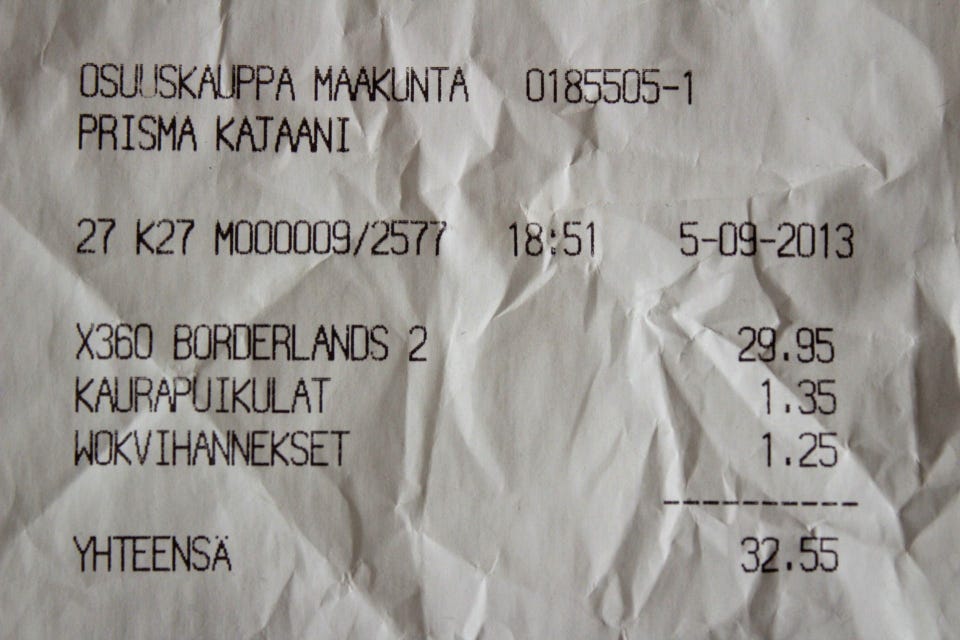 OSUUSKAUPPA MAAKUNTA 0185505-1
PRISMA KAJAANI
27 K27 M000009/2577 18:51 5-09-2013
X360 BORDERLANDS 2 29.95
KAURAPUIKULAT 1.35
WOKVIHANNEKSET 1.25
----------
YHTEENSÄ 32.55